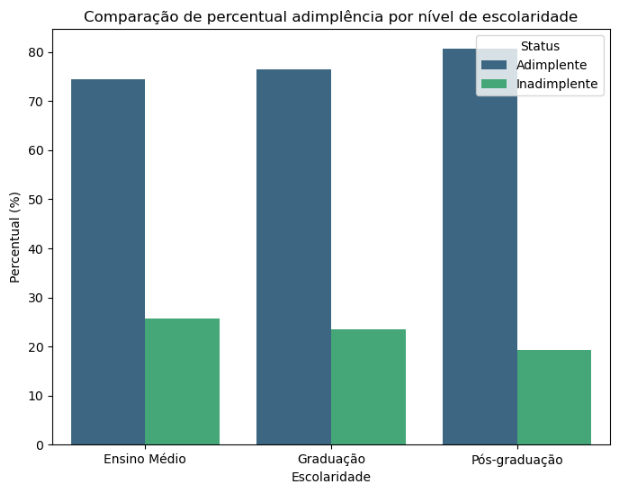 Comparação de percentual adimplência por nível de escolaridade
Status
Adimplente
Inadimplente
Percentual (%)
80
70
60
50
40
30
20
10
0
Ensino Médio
Graduação
Pós-graduação
Escolaridade